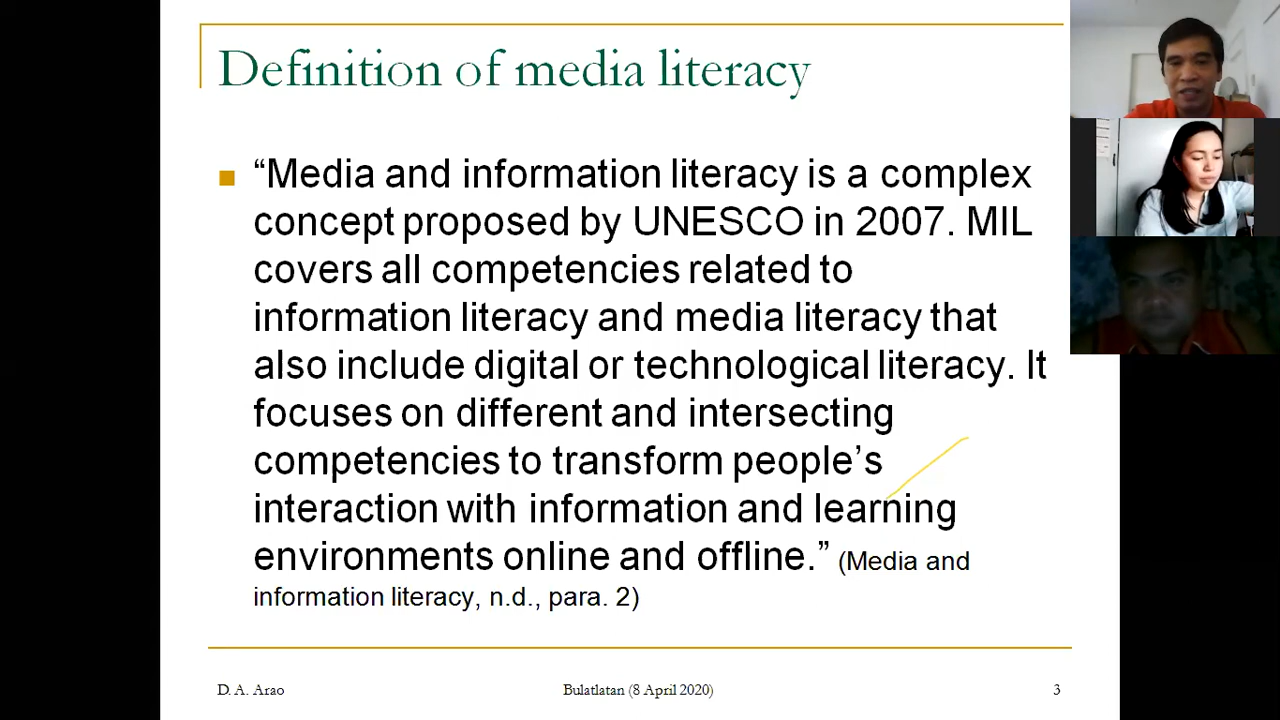 Definition of media literacy
“Media and information literacy is a complex
concept proposed by UNESCO in 2007. MIL
covers all competencies related to
information literacy and media literacy that
also include digital or technological literacy. It
focuses on different and intersecting
competencies to transform people’s
interaction with information and learning
environments online and offline.” (Media and
information literacy, n.d., para. 2)
D. A. Arao
Bulatlatan (8 April 2020)
3